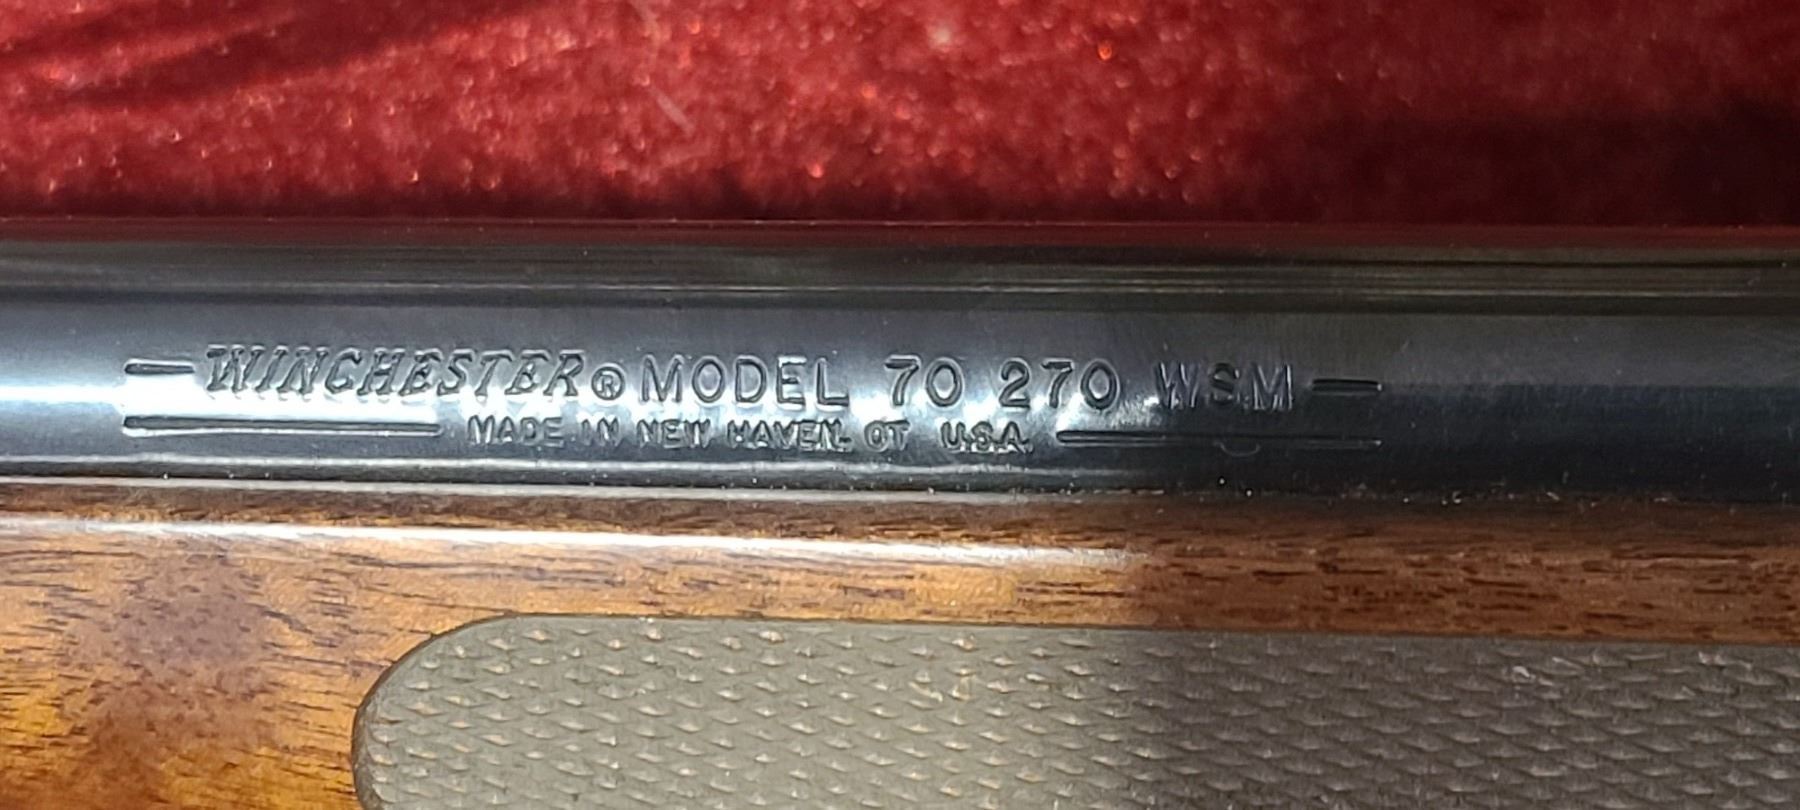 WINCHESTER® MODEL 70 270 WSM
MADE IN NEW HAVEN. CT U.S.A.